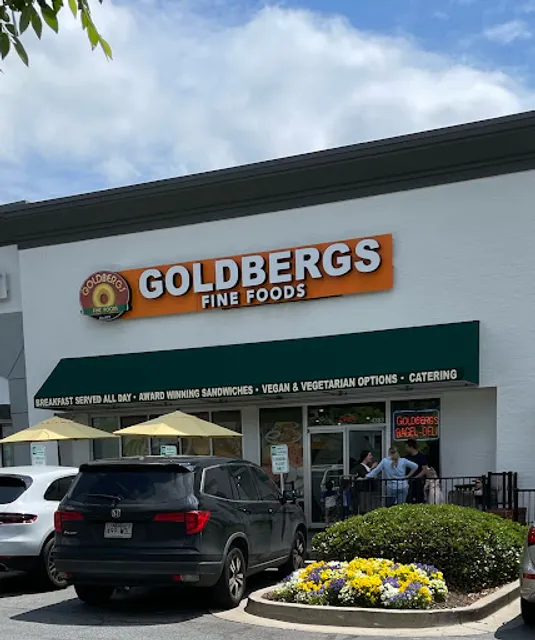 GOLDBERGS
FINE FOODS
GOLDBERGS
FINE FOODS
BREAKFAST SERVED ALL DAY • AWARD WINNING SANDWICHES • VEGAN & VEGETARIAN OPTIONS • CATERING
GOLDBERGS
BAGEL-DELI